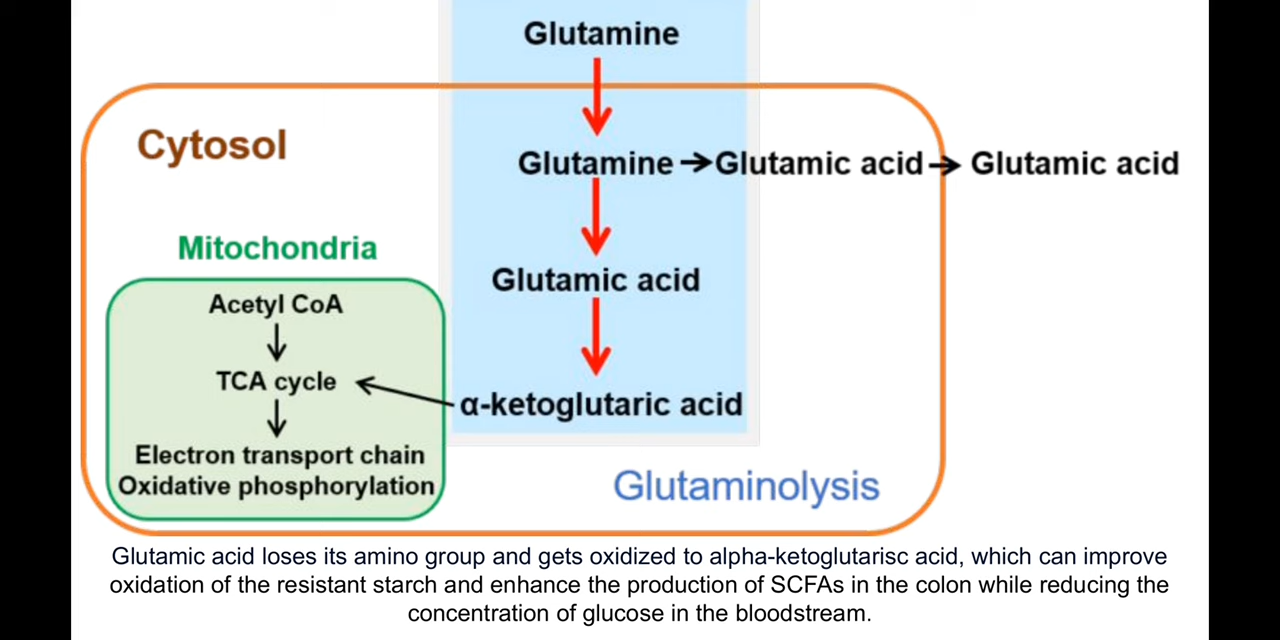 Glutamine
Cytosol
Glutamine → Glutamic acid → Glutamic acid
Mitochondria
Glutamic acid
Acetyl CoA
TCA cycle
α-ketoglutaric acid
Electron transport chain
Oxidative phosphorylation
Glutaminolysis
Glutamic acid loses its amino group and gets oxidized to alpha-ketoglutarisc acid, which can improve
oxidation of the resistant starch and enhance the production of SCFAs in the colon while reducing the
concentration of glucose in the bloodstream.